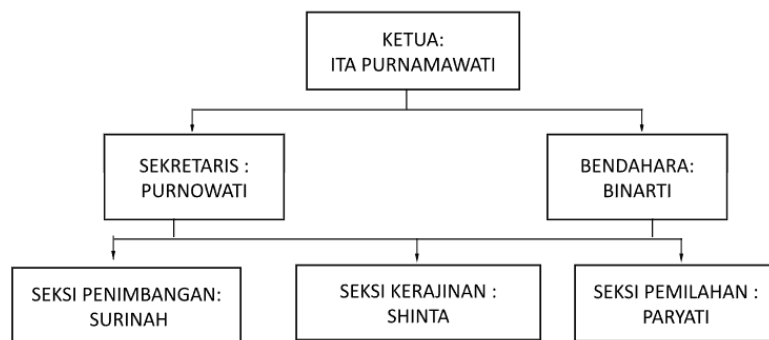 KETUA:
ITA PURNAMAWATI
SEKRETARIS :
PURNOWATI
BENDAHARA:
BINARTI
SEKSI PENIMBANGAN:
SURINAH
SEKSI KERAJINAN :
SHINTA
SEKSI PEMILAHAN :
PARYATI